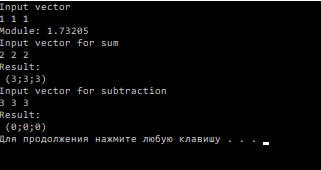 Input vector
1 1 1
Module: 1.73205
Input vector for sum
2 2 2
Result:
(3;3;3)
Input vector for subtraction
3 3 3
Result:
(0;0;0)
Для продолжения нажмите любую клавишу . . .